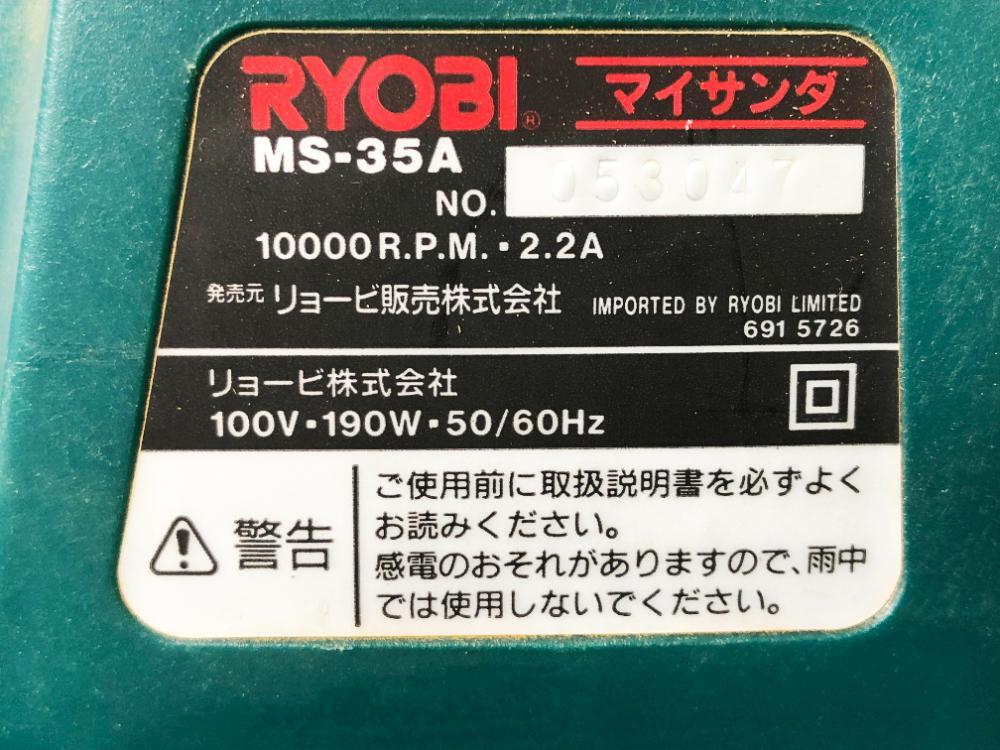 RYOBI® マイサンダ
MS-35A
NO. 053047
10000R.P.M.・2.2A
発売元 リョービ販売株式会社 IMPORTED BY RYOBI LIMITED
691 5726
リョービ株式会社
100V・190W・50/60Hz
警告
ご使用前に取扱説明書を必ずよく
お読みください。
感電のおそれがありますので、雨中
では使用しないでください。